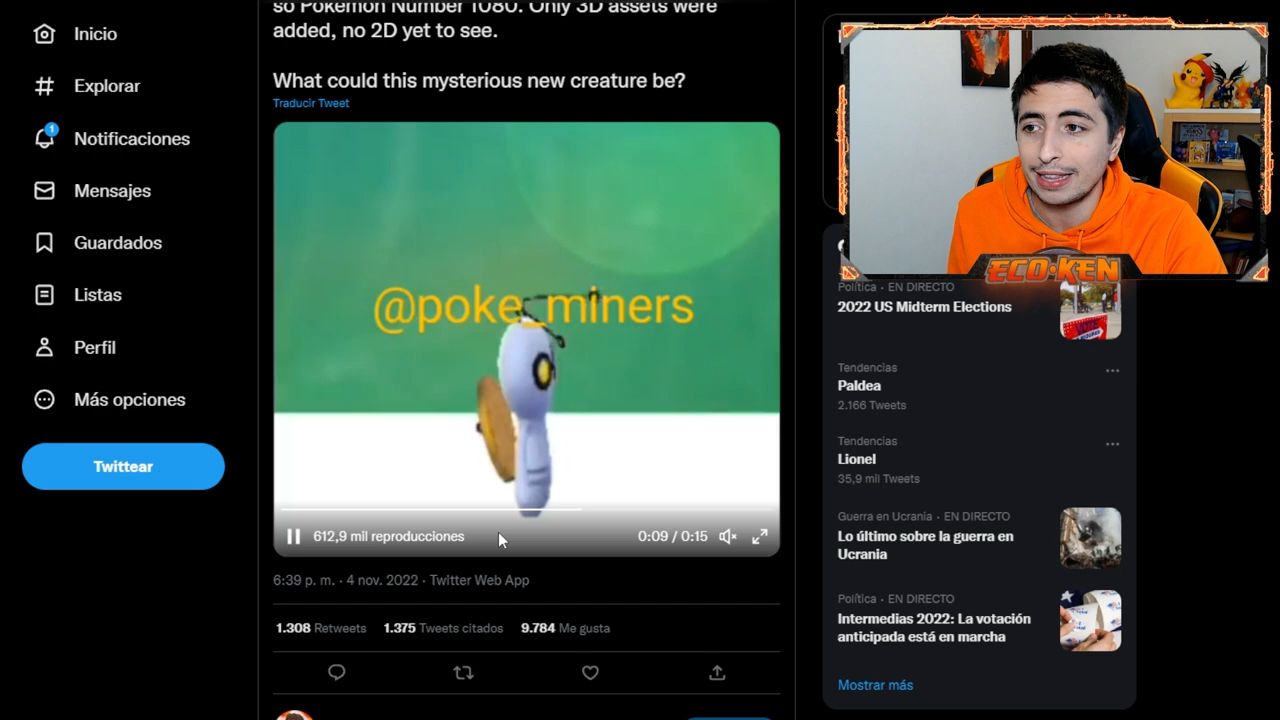 Inicio
Explorar
1
Notificaciones
Mensajes
Guardados
Listas
Perfil
Más opciones
Twittear
so Pokemon Number 1080. Only 3D assets were
added, no 2D yet to see.
What could this mysterious new creature be?
Traducir Tweet
@poke_miners
612,9 mil reproducciones
0:09 / 0:15
6:39 p. m. · 4 nov. 2022 · Twitter Web App
1.308 Retweets 1.375 Tweets citados 9.784 Me gusta
ECO·KEN
Política · EN DIRECTO
2022 US Midterm Elections
Tendencias
Paldea
2.166 Tweets
Tendencias
Lionel
35,9 mil Tweets
Guerra en Ucrania · EN DIRECTO
Lo último sobre la guerra en
Ucrania
Política · EN DIRECTO
Intermedias 2022: La votación
anticipada está en marcha
Mostrar más